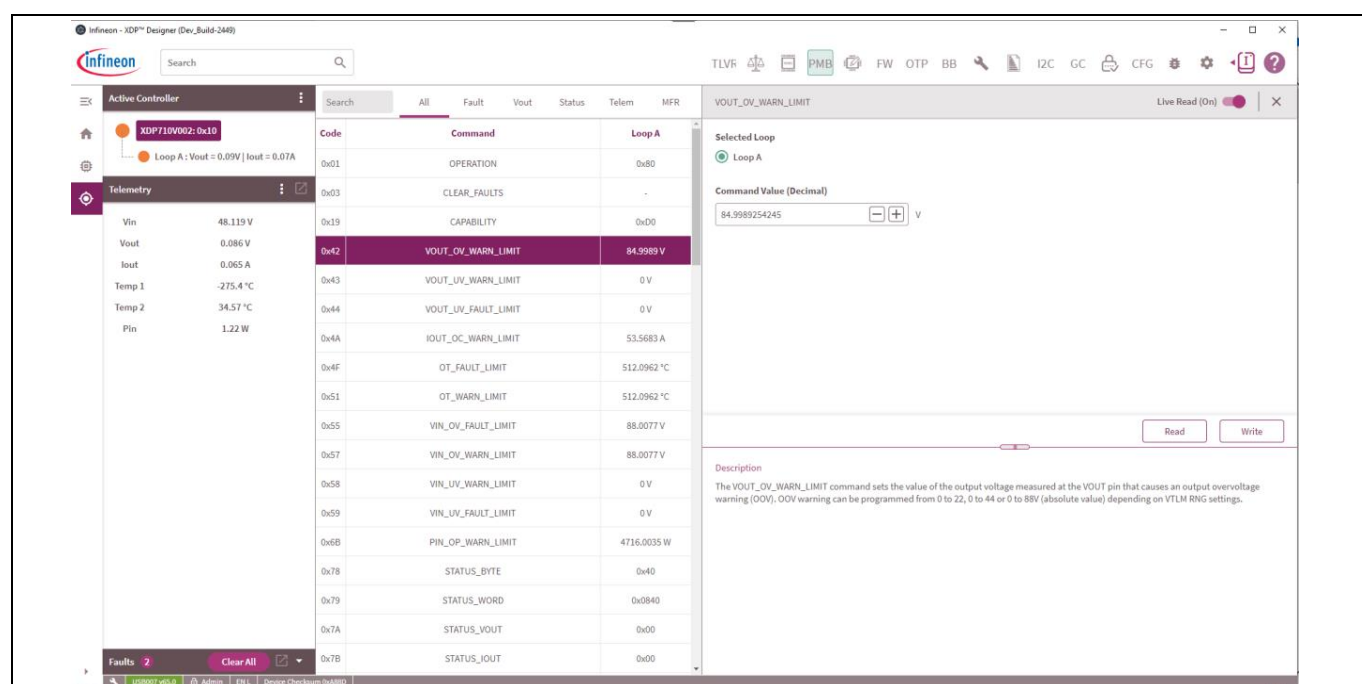 Infineon - XDP™ Designer (Dev_Build-2449)
infineon
Search
TLVR
PMB
FW OTP BB
I2C GC
CFG
Active Controller
XDP710V002: 0x10
Loop A : Vout = 0.09V | Iout = 0.07A
Telemetry
Vin 48.119 V
Vout 0.086 V
Iout 0.065 A
Temp 1 -275.4 °C
Temp 2 34.57 °C
Pin 1.22 W
Faults 2 Clear All
Search All Fault Vout Status Telem MFR
Code Command Loop A
0x01 OPERATION 0x80
0x03 CLEAR_FAULTS -
0x19 CAPABILITY 0xD0
0x42 VOUT_OV_WARN_LIMIT 84.9989 V
0x43 VOUT_UV_WARN_LIMIT 0 V
0x44 VOUT_UV_FAULT_LIMIT 0 V
0x4A IOUT_OC_WARN_LIMIT 53.5683 A
0x4F OT_FAULT_LIMIT 512.0962 °C
0x51 OT_WARN_LIMIT 512.0962 °C
0x55 VIN_OV_FAULT_LIMIT 88.0077 V
0x57 VIN_OV_WARN_LIMIT 88.0077 V
0x58 VIN_UV_WARN_LIMIT 0 V
0x59 VIN_UV_FAULT_LIMIT 0 V
0x6B PIN_OP_WARN_LIMIT 4716.0035 W
0x78 STATUS_BYTE 0x40
0x79 STATUS_WORD 0x0840
0x7A STATUS_VOUT 0x00
0x7B STATUS_IOUT 0x00
VOUT_OV_WARN_LIMIT Live Read (On)
Selected Loop
Loop A
Command Value (Decimal)
84.9989254245 V
Read Write
Description
The VOUT_OV_WARN_LIMIT command sets the value of the output voltage measured at the VOUT pin that causes an output overvoltage
warning (OOV). OOV warning can be programmed from 0 to 22, 0 to 44 or 0 to 88V (absolute value) depending on VTLM RNG settings.
USB007 v65.0 Admin Device Checksum